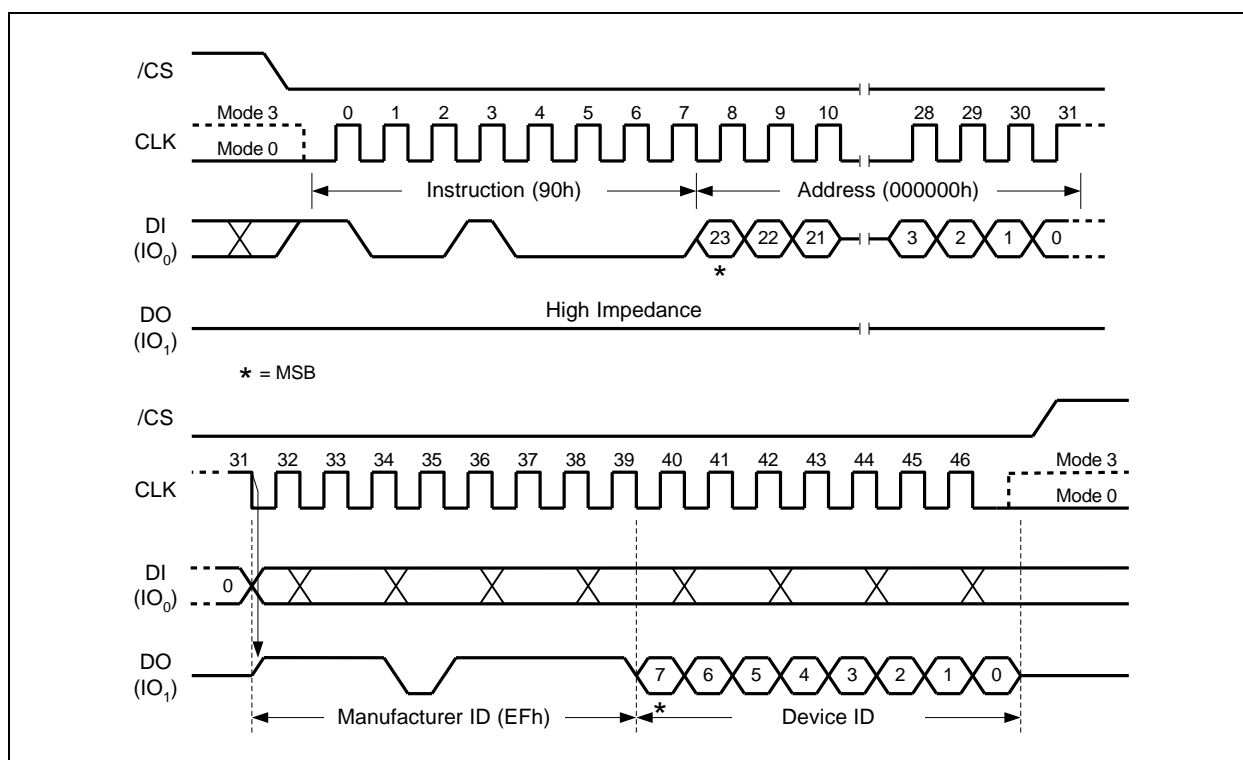 /CS
Mode 3 0 1 2 3 4 5 6 7 8 9 10 28 29 30 31
CLK
Mode 0
Instruction (90h) Address (000000h)
DI
(IO0)
23 22 21 3 2 1 0
*
High Impedance
DO
(IO1)
* = MSB
/CS
31 32 33 34 35 36 37 38 39 40 41 42 43 44 45 46 Mode 3
CLK
Mode 0
DI
(IO0)
0
DO
(IO1)
7 6 5 4 3 2 1 0
*
Manufacturer ID (EFh) Device ID